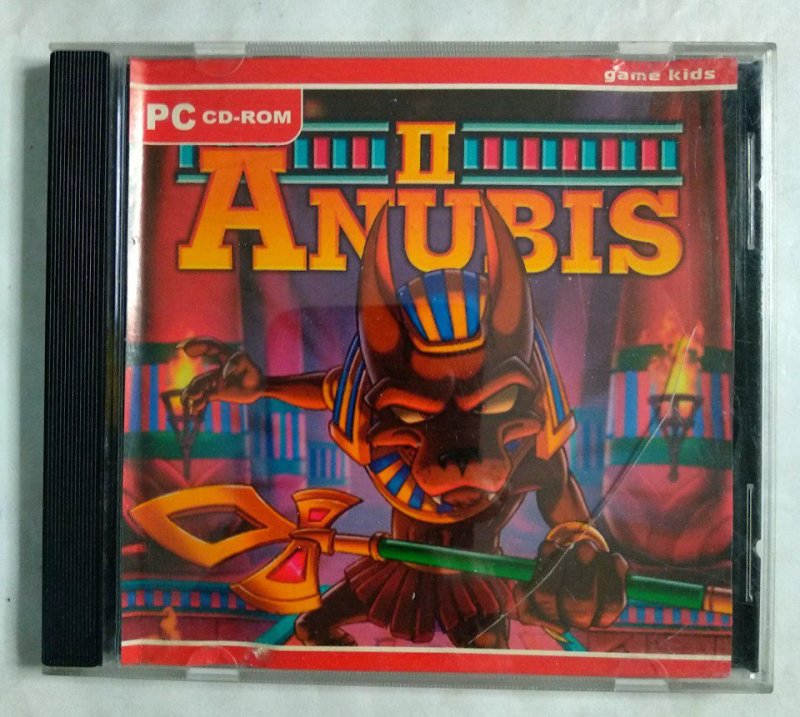 game kids
PC CD-ROM
II
ANUBIS